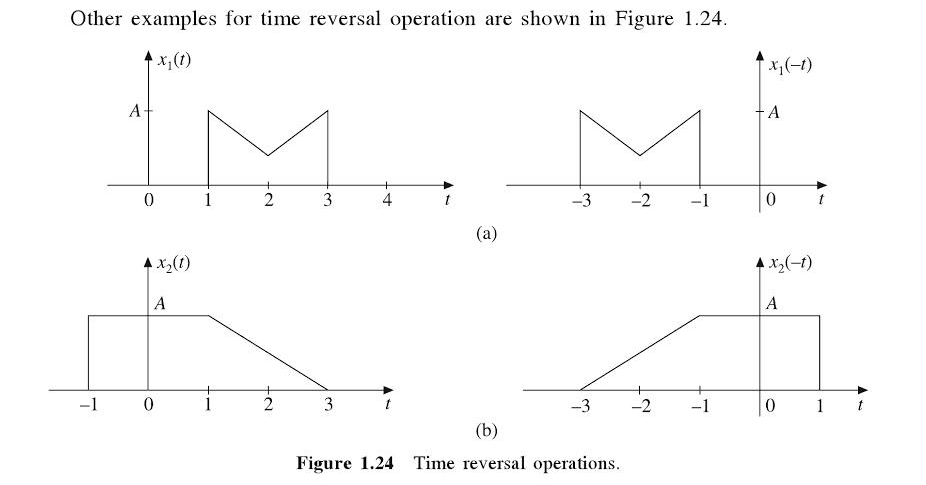 Other examples for time reversal operation are shown in Figure 1.24.
x₁(t)
A
0 1 2 3 4 t
x₁(–t)
A
–3 –2 –1 0 t
(a)
x₂(t)
A
–1 0 1 2 3 t
x₂(–t)
A
–3 –2 –1 0 1 t
(b)
Figure 1.24 Time reversal operations.